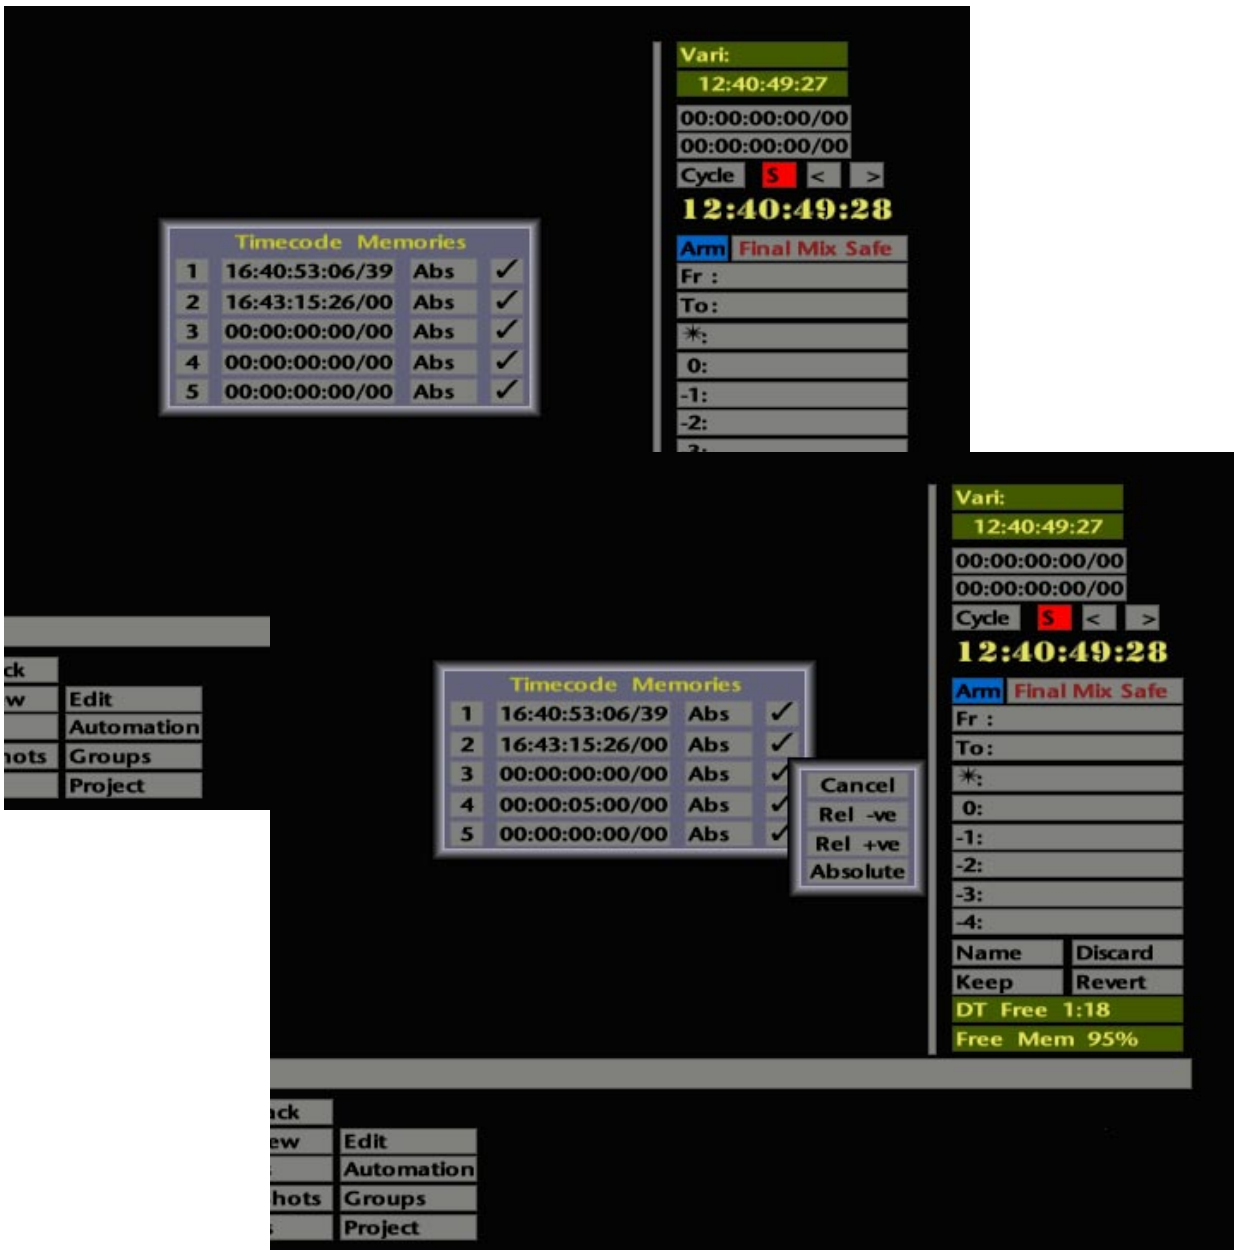 Vari:
12:40:49:27
00:00:00:00/00
00:00:00:00/00
Cycle S < >
12:40:49:28
Arm Final Mix Safe
Fr :
To:
*:
0:
-1:
-2:
Timecode Memories
1 16:40:53:06/39 Abs ✓
2 16:43:15:26/00 Abs ✓
3 00:00:00:00/00 Abs ✓
4 00:00:00:00/00 Abs ✓
5 00:00:00:00/00 Abs ✓
ck
w Edit
Automation
hots Groups
Project
Vari:
12:40:49:27
00:00:00:00/00
00:00:00:00/00
Cycle S < >
12:40:49:28
Arm Final Mix Safe
Fr :
To:
*:
0:
-1:
-2:
-3:
-4:
Name Discard
Keep Revert
DT Free 1:18
Free Mem 95%
Timecode Memories
1 16:40:53:06/39 Abs ✓
2 16:43:15:26/00 Abs ✓
3 00:00:00:00/00 Abs ✓
4 00:00:05:00/00 Abs ✓
5 00:00:00:00/00 Abs ✓
Cancel
Rel -ve
Rel +ve
Absolute
ack
ew Edit
Automation
hots Groups
Project